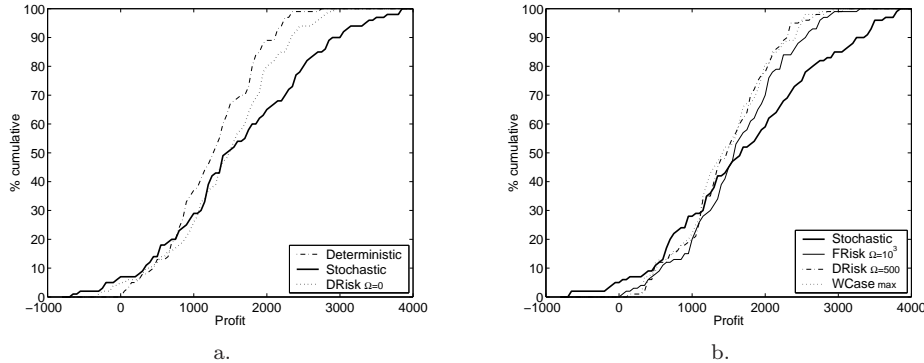 100
90
80
70
60
50
40
30
20
10
0
% cumulative
−1000 0 1000 2000 3000 4000
Profit
Deterministic
Stochastic
DRisk Ω=0
a.
100
90
80
70
60
50
40
30
20
10
0
% cumulative
−1000 0 1000 2000 3000 4000
Profit
Stochastic
FRisk Ω=10³
DRisk Ω=500
WCase max
b.